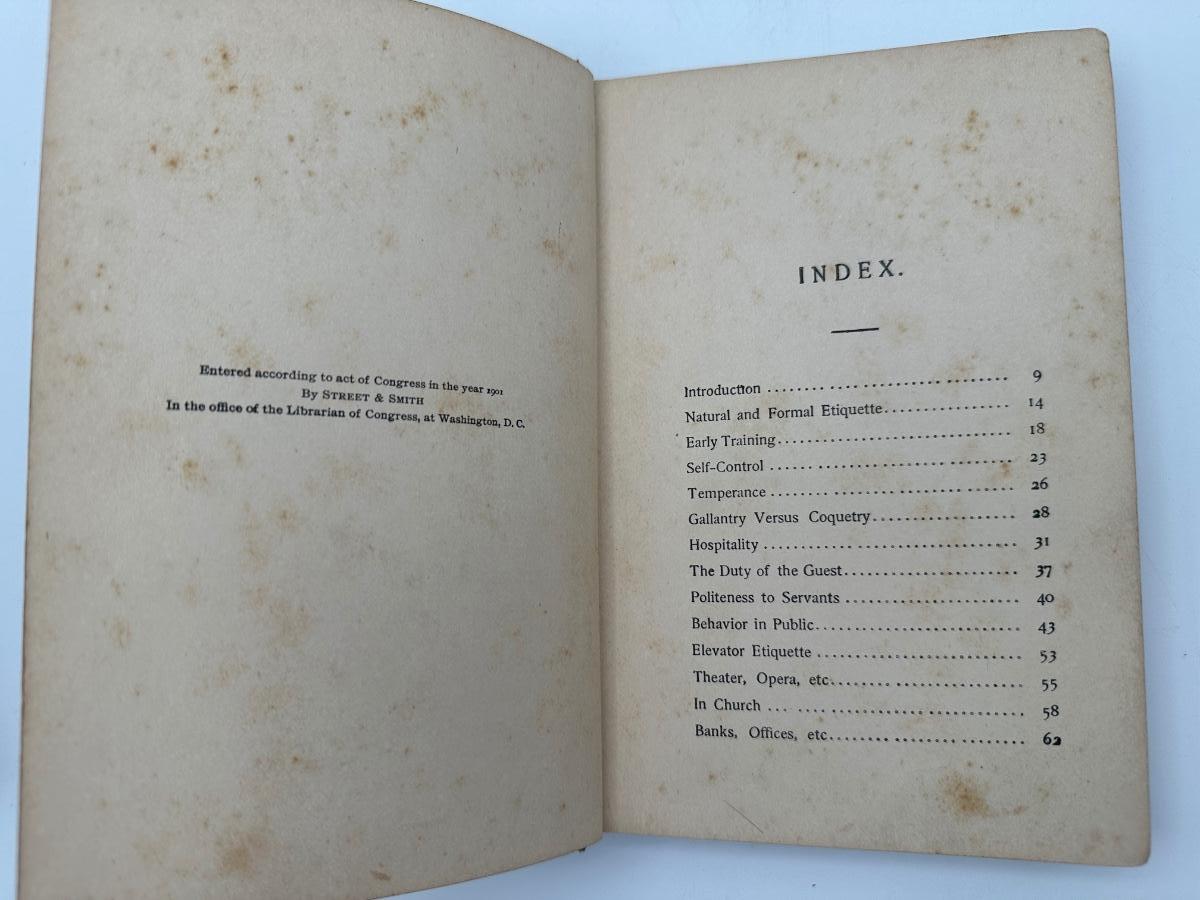 Entered according to act of Congress in the year 1901
By STREET & SMITH
In the office of the Librarian of Congress, at Washington, D. C.
INDEX.
Introduction .................................. 9
Natural and Formal Etiquette................. 14
Early Training................................ 18
Self-Control .................................. 23
Temperance .................................. 26
Gallantry Versus Coquetry.................... 28
Hospitality ................................... 31
The Duty of the Guest........................ 37
Politeness to Servants ........................ 40
Behavior in Public............................ 43
Elevator Etiquette ............................ 53
Theater, Opera, etc........................... 55
In Church ... ................................ 58
Banks, Offices, etc........................... 62